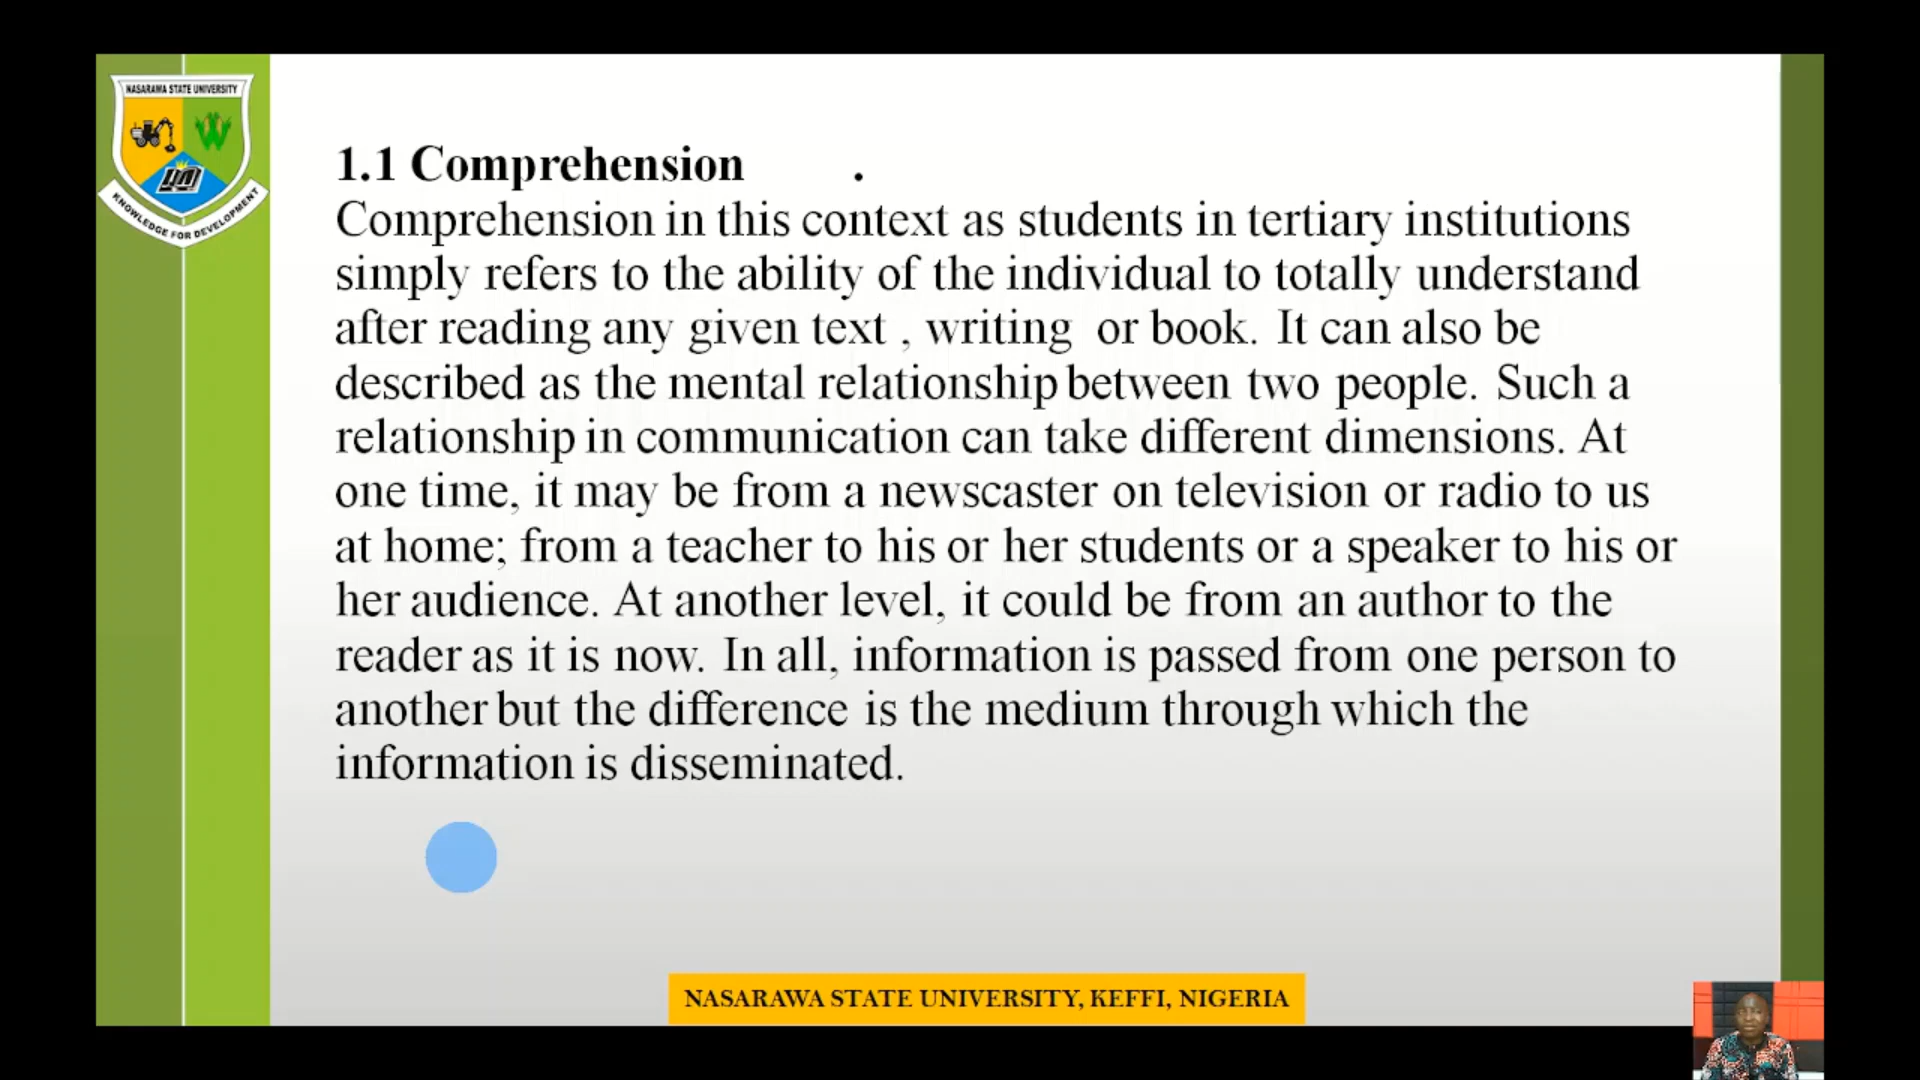 NASARAWA STATE UNIVERSITY
KNOWLEDGE FOR DEVELOPMENT
1.1 Comprehension .
Comprehension in this context as students in tertiary institutions
simply refers to the ability of the individual to totally understand
after reading any given text , writing or book. It can also be
described as the mental relationship between two people. Such a
relationship in communication can take different dimensions. At
one time, it may be from a newscaster on television or radio to us
at home; from a teacher to his or her students or a speaker to his or
her audience. At another level, it could be from an author to the
reader as it is now. In all, information is passed from one person to
another but the difference is the medium through which the
information is disseminated.
NASARAWA STATE UNIVERSITY, KEFFI, NIGERIA